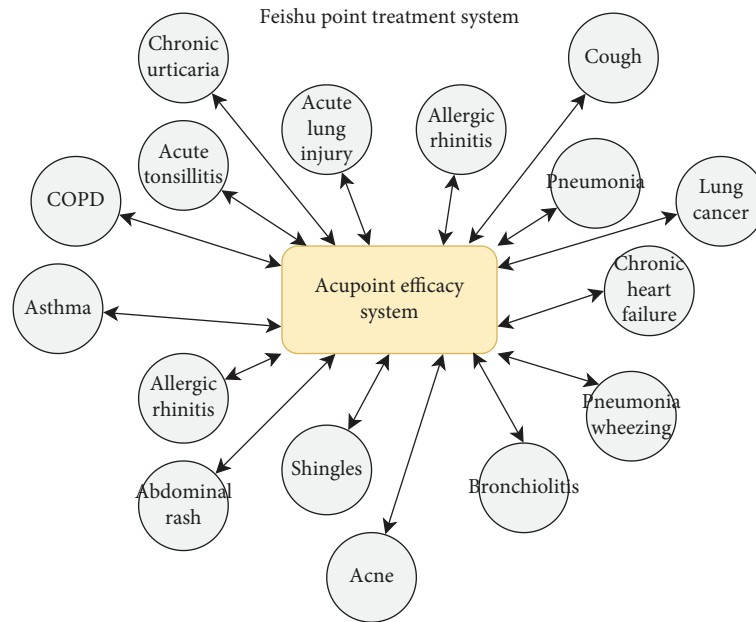 Feishu point treatment system
Chronic
urticaria
Cough
Acute
lung
injury
Allergic
rhinitis
Acute
tonsillitis
Pneumonia
COPD
Lung
cancer
Acupoint efficacy
system
Chronic
heart
failure
Asthma
Allergic
rhinitis
Pneumonia
wheezing
Shingles
Bronchiolitis
Abdominal
rash
Acne